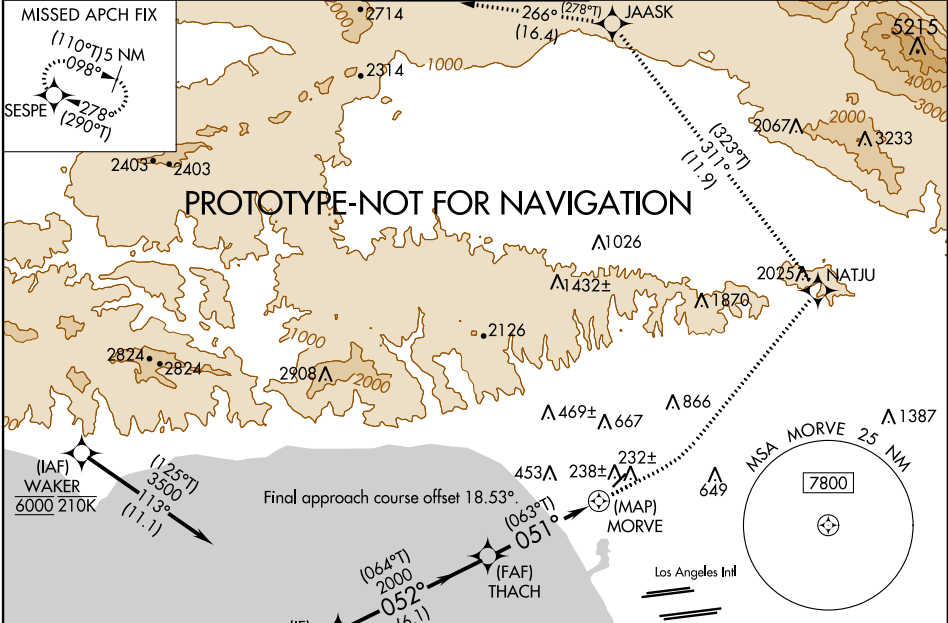 MISSED APCH FIX
(110°T) 5 NM
098°
SESPE
278°
(290°T)
2714
266° (278°T)
(16.4)
JAASK
5215
2314
1000
4000
3000
2000
2067
3233
(323°T)
311°
(11.9)
2403
2403
PROTOTYPE-NOT FOR NAVIGATION
1026
2025
NATJU
1432±
1870
1000
2126
2824
2824
2908
2000
469±
667
866
1387
(IAF)
WAKER
6000 210K
(125°T)
3500
113°
(11.1)
453
238±
232±
649
Final approach course offset 18.53°.
(MAP)
MORVE
(063°T)
051°
MSA MORVE 25 NM
7800
(FAF)
THACH
(064°T)
2000
052°
(6.1)
Los Angeles Intl
(IF)